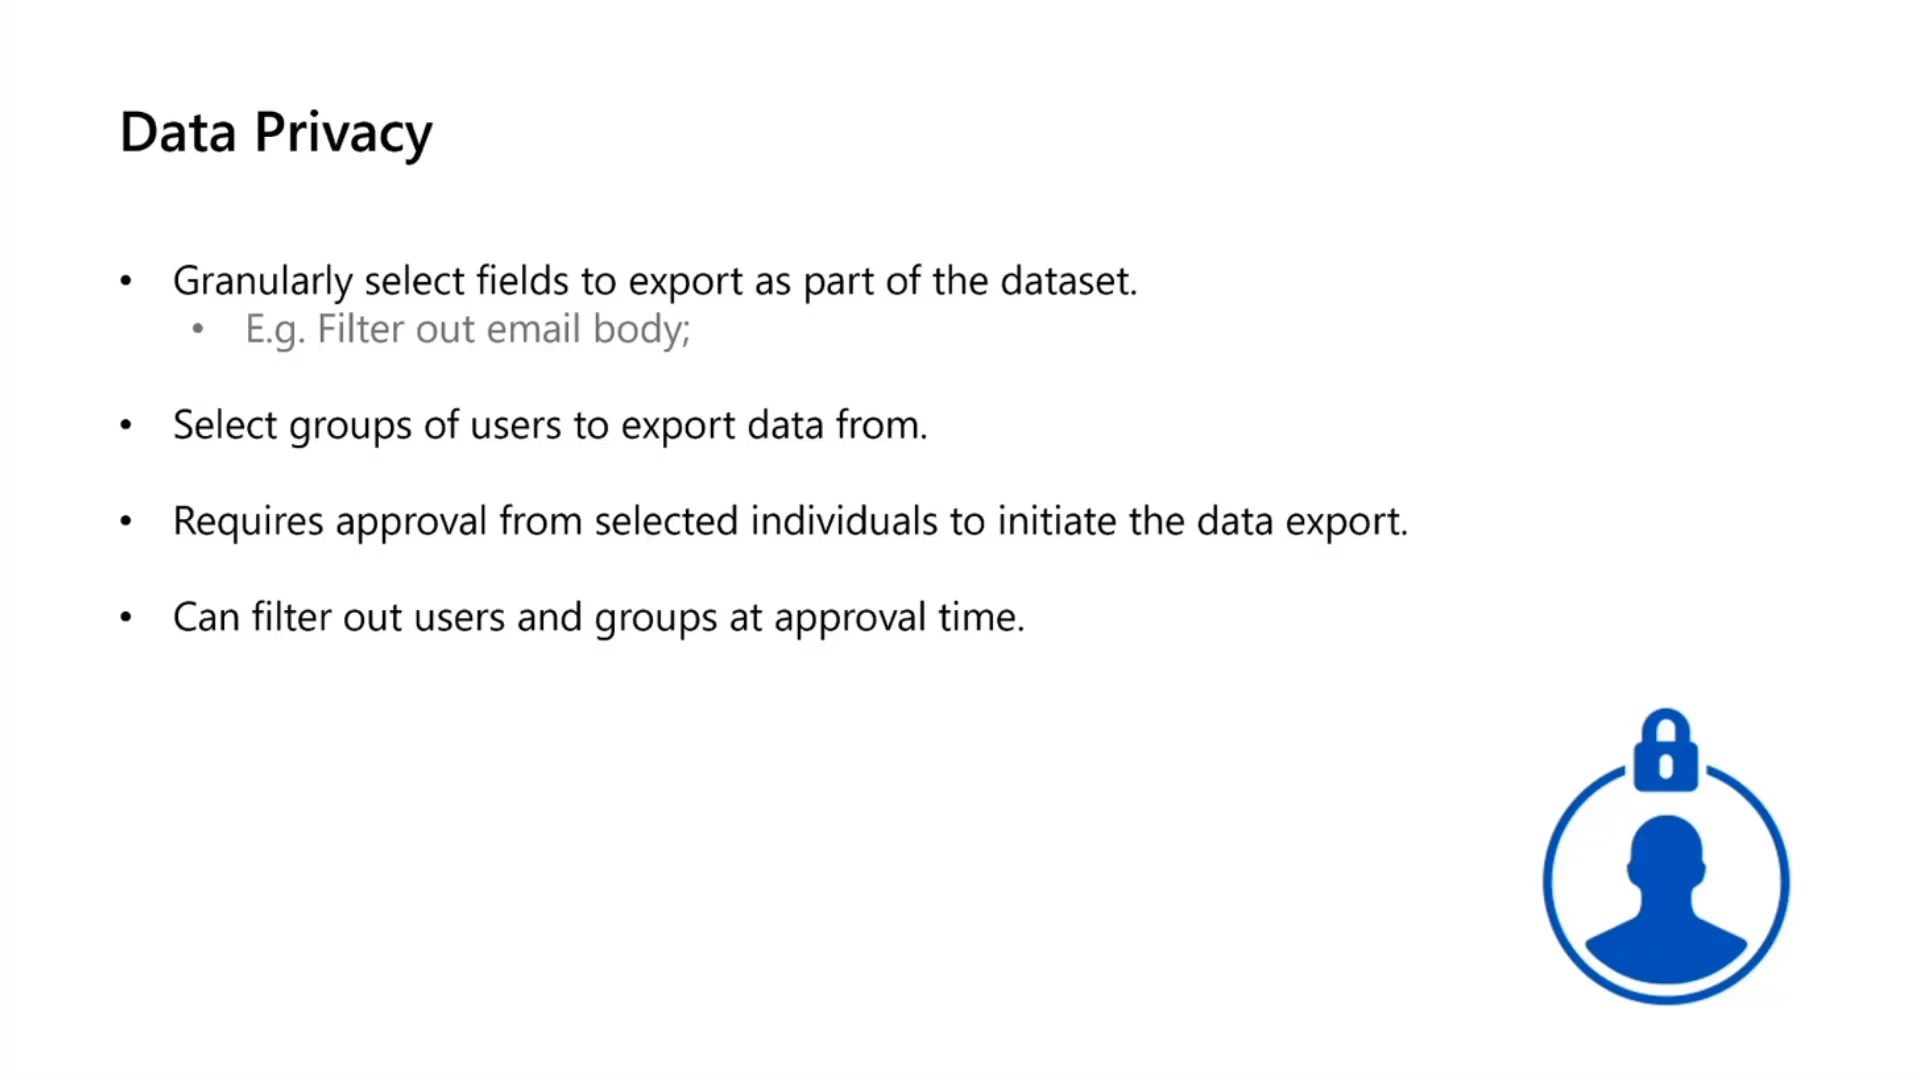 Data Privacy
• Granularly select fields to export as part of the dataset.
• E.g. Filter out email body;
• Select groups of users to export data from.
• Requires approval from selected individuals to initiate the data export.
• Can filter out users and groups at approval time.